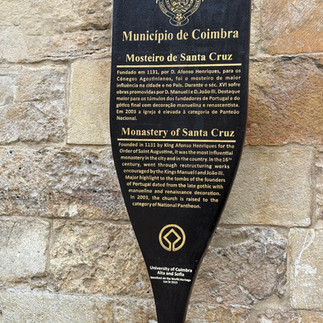 Município de Coimbra
Mosteiro de Santa Cruz
Fundado em 1131, por D. Afonso Henriques, para os
Cónegos Agostinianos, foi o mosteiro de maior
influência na cidade e no País. Durante o séc. XVI sofre
obras promovidas por D. Manuel I e D. João III. Destaque
maior para os túmulos dos fundadores de Portugal e do
gótico final sem decoração manuelina e renascentista.
Em 2003 a igreja é elevada à categoria de Panteão
Nacional.
Monastery of Santa Cruz
Founded in 1131 by King Afonso Henriques for the
Order of Saint Augustine, it was the most influential
monastery in the city and in the country. In the 16th
century, went through restructuring works
encouraged by the Kings Manuel I and João III.
Major highlight to the tombs of the founders
of Portugal dated from the late gothic with
manueline and renaissance decoration.
In 2003, the church is raised to the
category of National Pantheon.
University of Coimbra
Alta and Sofia